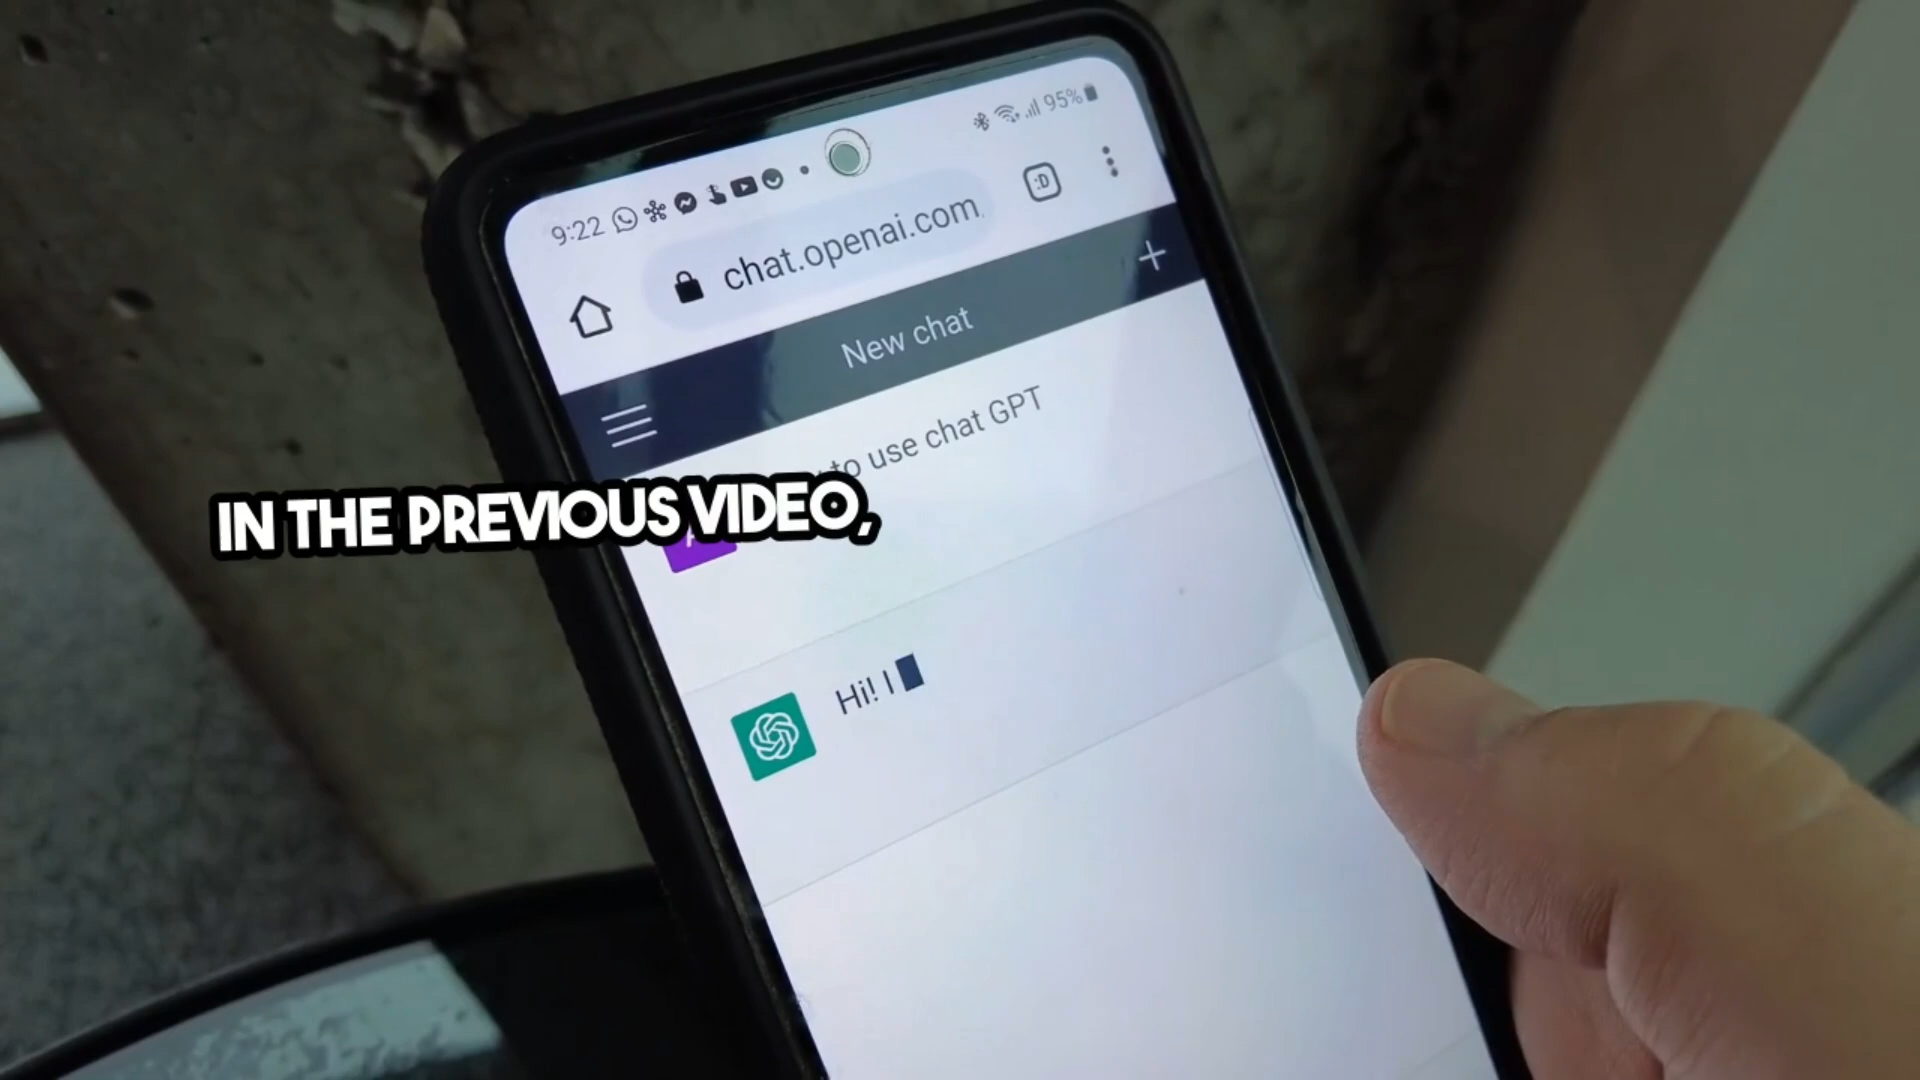 9:22 95%
:D
chat.openai.com
New chat
to use chat GPT
IN THE PREVIOUS VIDEO,
Hi! I